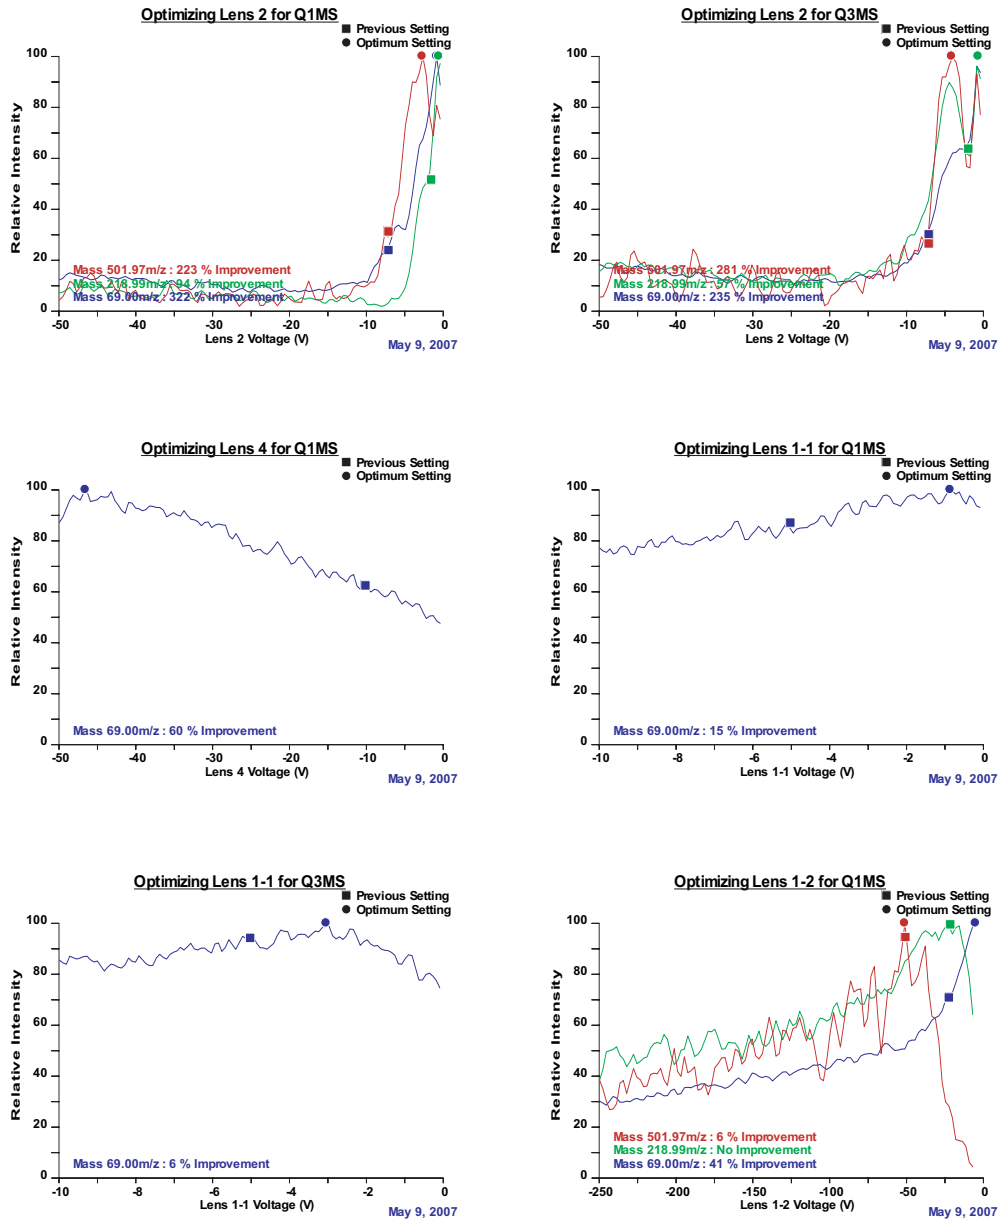 Optimizing Lens 2 for Q1MS
Previous Setting
Optimum Setting
Relative Intensity
100
80
60
40
20
0
Mass 501.97m/z : 223 % Improvement
Mass 218.99m/z : 94 % Improvement
Mass 69.00m/z : 322 % Improvement
-50 -40 -30 -20 -10 0
Lens 2 Voltage (V)
May 9, 2007
Optimizing Lens 2 for Q3MS
Previous Setting
Optimum Setting
Relative Intensity
100
80
60
40
20
0
Mass 501.97m/z : 281 % Improvement
Mass 218.99m/z : 57 % Improvement
Mass 69.00m/z : 235 % Improvement
-50 -40 -30 -20 -10 0
Lens 2 Voltage (V)
May 9, 2007
Optimizing Lens 4 for Q1MS
Previous Setting
Optimum Setting
Relative Intensity
100
80
60
40
20
0
Mass 69.00m/z : 60 % Improvement
-50 -40 -30 -20 -10 0
Lens 4 Voltage (V)
May 9, 2007
Optimizing Lens 1-1 for Q1MS
Previous Setting
Optimum Setting
Relative Intensity
100
80
60
40
20
0
Mass 69.00m/z : 15 % Improvement
-10 -8 -6 -4 -2 0
Lens 1-1 Voltage (V)
May 9, 2007
Optimizing Lens 1-1 for Q3MS
Previous Setting
Optimum Setting
Relative Intensity
100
80
60
40
20
0
Mass 69.00m/z : 6 % Improvement
-10 -8 -6 -4 -2 0
Lens 1-1 Voltage (V)
May 9, 2007
Optimizing Lens 1-2 for Q1MS
Previous Setting
Optimum Setting
Relative Intensity
100
80
60
40
20
0
Mass 501.97m/z : 6 % Improvement
Mass 218.99m/z : No Improvement
Mass 69.00m/z : 41 % Improvement
-250 -200 -150 -100 -50 0
Lens 1-2 Voltage (V)
May 9, 2007